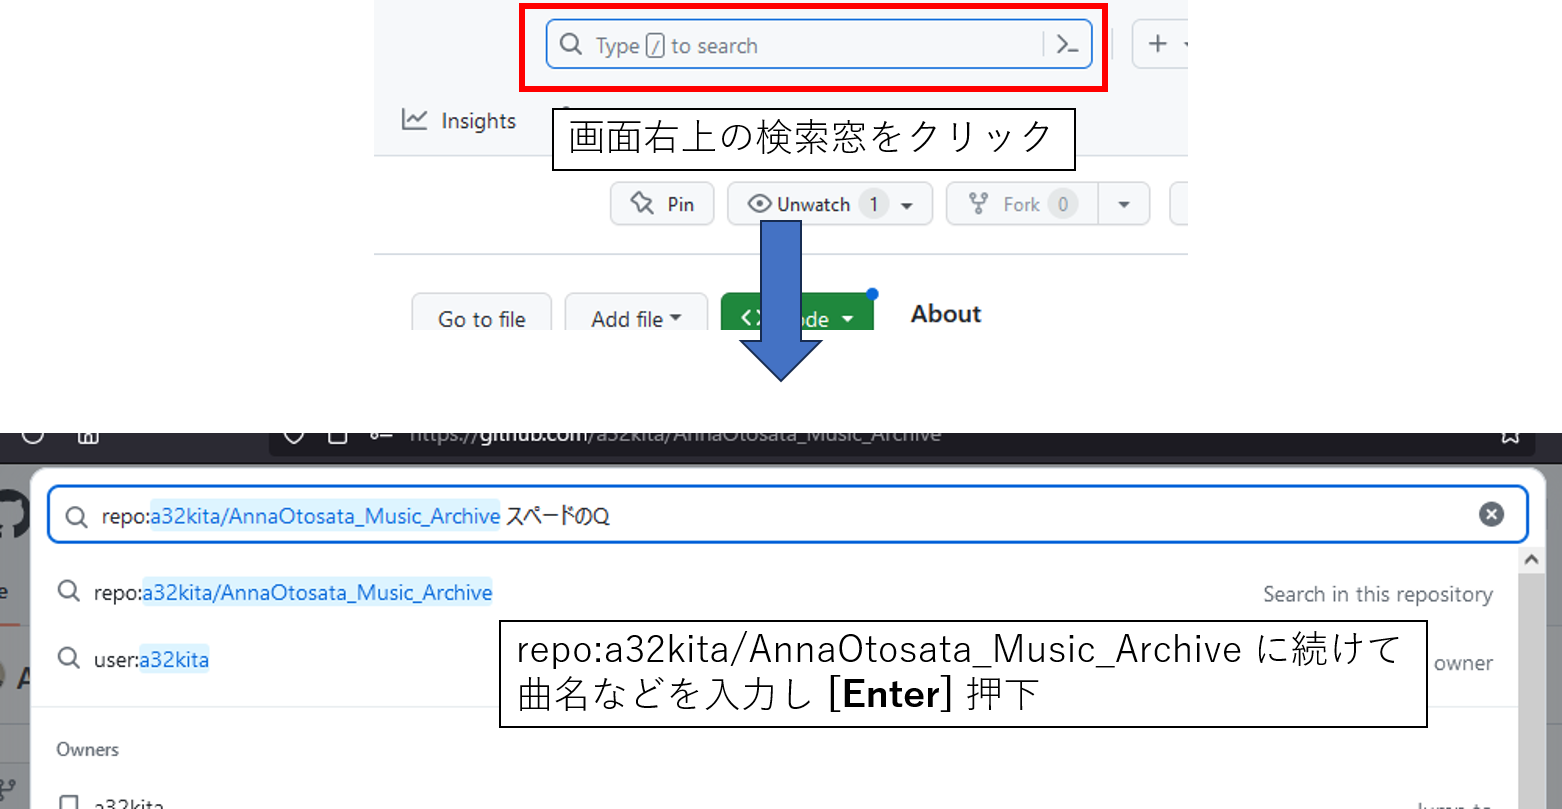 Type / to search
Insights
画面右上の検索窓をクリック
Pin
Unwatch 1
Fork 0
Go to file
Add file
About
https://github.com/a32kita/AnnaOtosata_Music_Archive
repo:a32kita/AnnaOtosata_Music_Archive スペードのQ
repo:a32kita/AnnaOtosata_Music_Archive
Search in this repository
user:a32kita
owner
repo:a32kita/AnnaOtosata_Music_Archive に続けて
曲名などを入力し [Enter] 押下
Owners
a32kita
Jump to